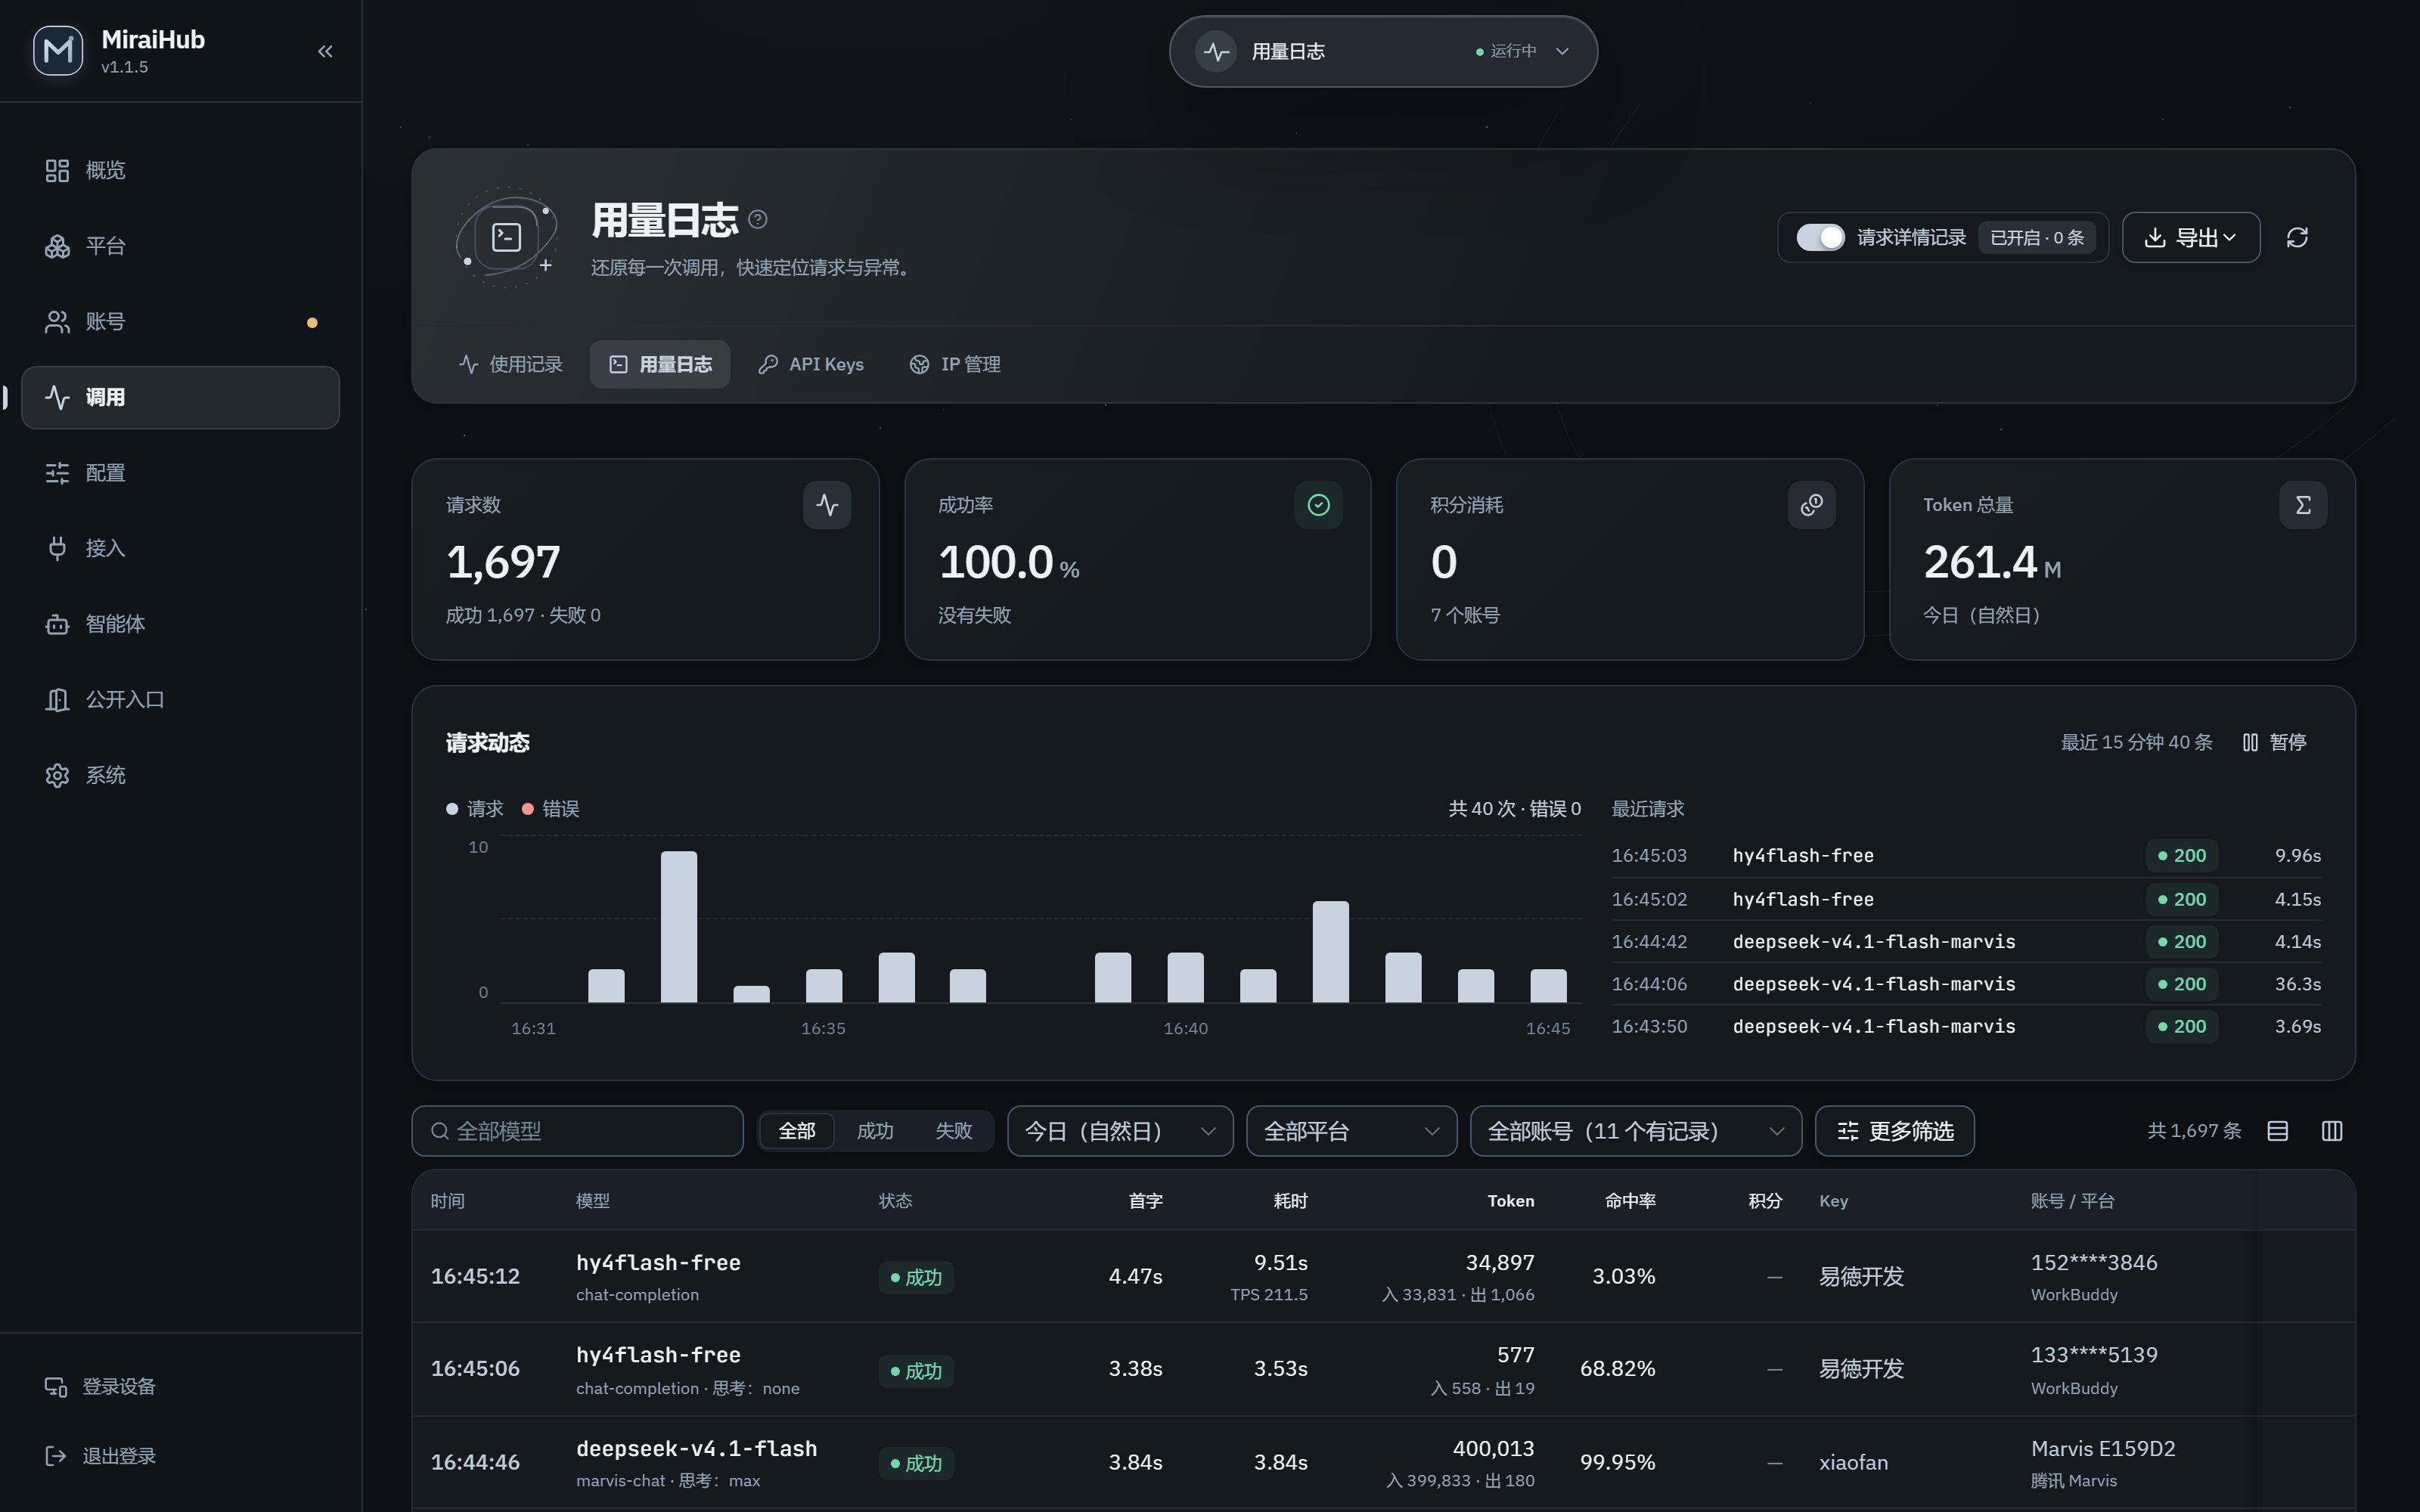 MiraiHub
v1.1.5
概览
平台
账号
调用
配置
接入
智能体
公开入口
系统
登录设备
退出登录
用量日志
运行中
用量日志
还原每一次调用，快速定位请求与异常。
请求详情记录 已开启 · 0 条
导出
使用记录 用量日志 API Keys IP 管理
请求数
1,697
成功 1,697 · 失败 0
成功率
100.0 %
没有失败
积分消耗
0
7 个账号
Token 总量
261.4 M
今日（自然日）
请求动态
最近 15 分钟 40 条 暂停
请求 错误
共 40 次 · 错误 0
10
0
16:31 16:35 16:40 16:45
最近请求
16:45:03 hy4flash-free 200 9.96s
16:45:02 hy4flash-free 200 4.15s
16:44:42 deepseek-v4.1-flash-marvis 200 4.14s
16:44:06 deepseek-v4.1-flash-marvis 200 36.3s
16:43:50 deepseek-v4.1-flash-marvis 200 3.69s
全部模型 全部 成功 失败 今日（自然日） 全部平台 全部账号（11 个有记录） 更多筛选 共 1,697 条
时间 模型 状态 首字 耗时 Token 命中率 积分 Key 账号 / 平台
16:45:12 hy4flash-free 成功 4.47s 9.51s 34,897 3.03% — 易徳开发 152****3846
chat-completion TPS 211.5 入 33,831 · 出 1,066 WorkBuddy
16:45:06 hy4flash-free 成功 3.38s 3.53s 577 68.82% — 易徳开发 133****5139
chat-completion · 思考：none 入 558 · 出 19 WorkBuddy
16:44:46 deepseek-v4.1-flash 成功 3.84s 3.84s 400,013 99.95% — xiaofan Marvis E159D2
marvis-chat · 思考：max 入 399,833 · 出 180 腾讯 Marvis